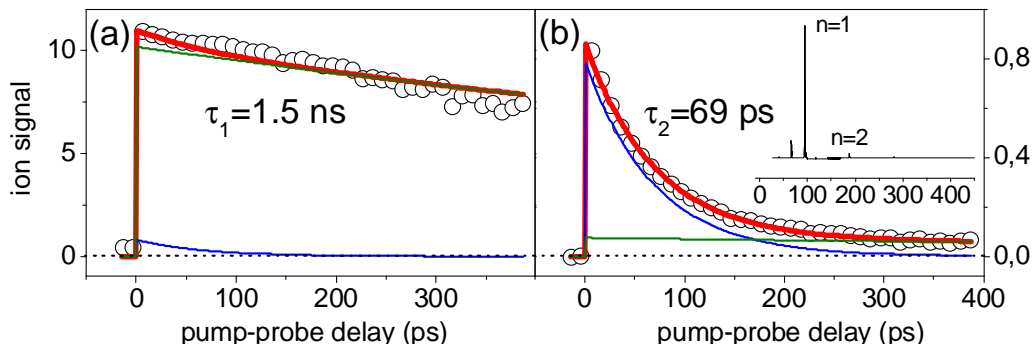 (a)
(b)
n=1
n=2
τ1=1.5 ns
τ2=69 ps
ion signal
10
5
0
0,8
0,4
0,0
0 100 200 300 400
0 100 200 300
0 100 200 300 400
pump-probe delay (ps)
pump-probe delay (ps)